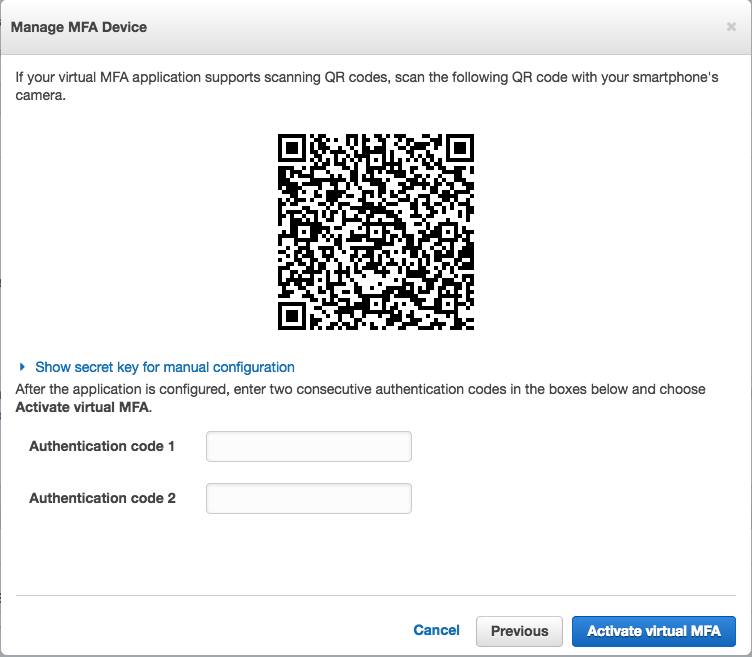 Manage MFA Device
If your virtual MFA application supports scanning QR codes, scan the following QR code with your smartphone's
camera.
Show secret key for manual configuration
After the application is configured, enter two consecutive authentication codes in the boxes below and choose
Activate virtual MFA.
Authentication code 1
Authentication code 2
Cancel
Previous
Activate virtual MFA